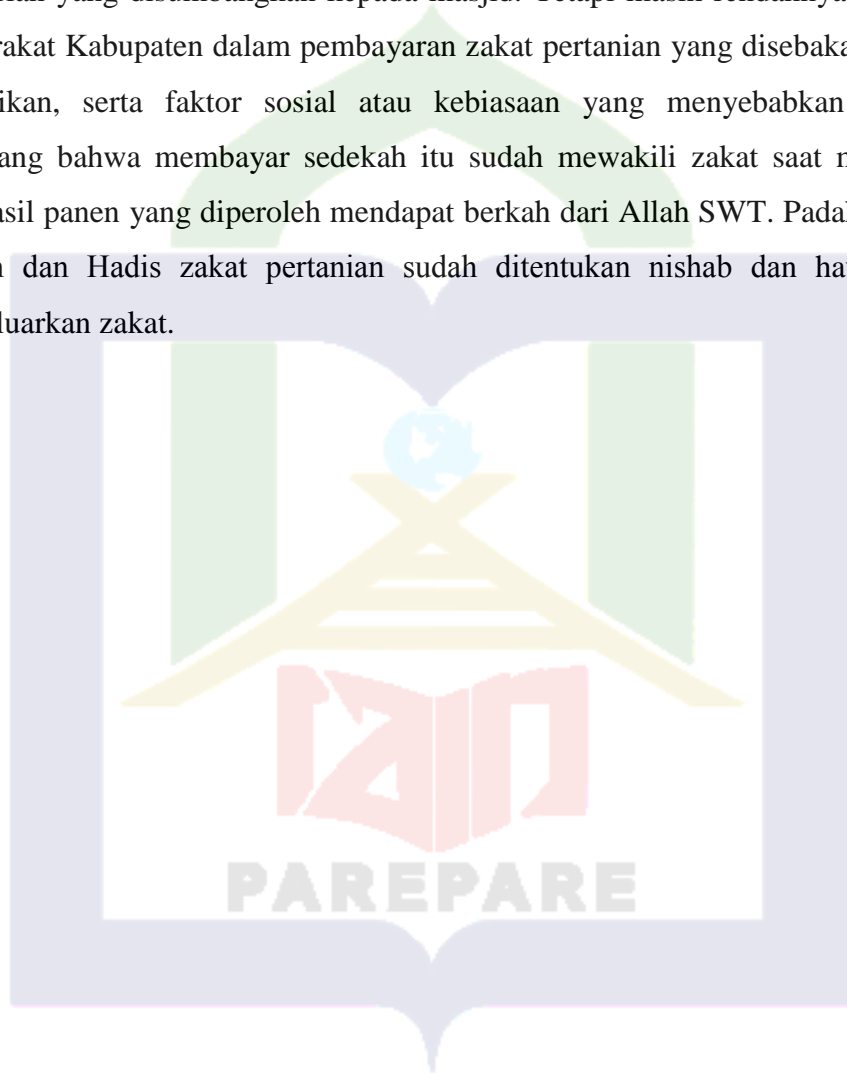 yang disumbangkan kepada masjid. Tetapi masih
Kabupaten dalam pembayaran zakat pertanian yang
serta faktor sosial atau kebiasaan yang menyebabkan
bahwa membayar sedekah itu sudah mewakili zakat saat
panen yang diperoleh mendapat berkah dari Allah SWT.
dan Hadis zakat pertanian sudah ditentukan nishab dan
zakat.
iain
PAREPARE